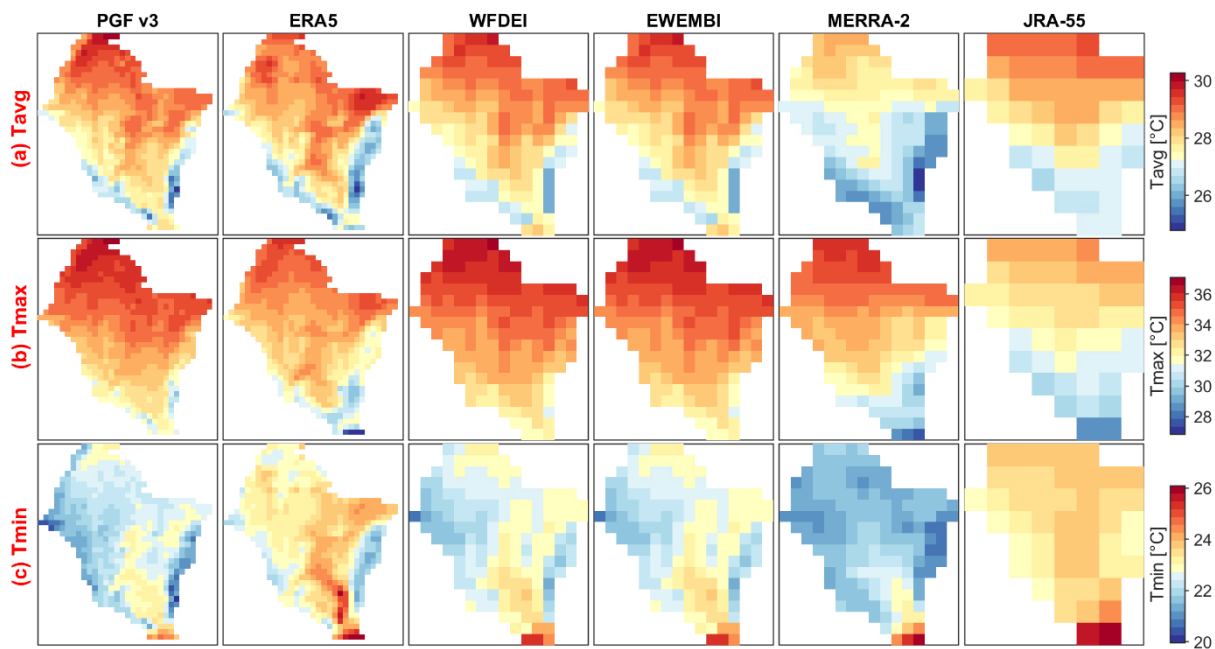 PGF v3 ERA5 WFDEI EWEMBI MERRA-2 JRA-55
(a) Tavg
Tavg [°C]
30
28
26
(b) Tmax
Tmax [°C]
36
34
32
30
28
(c) Tmin
Tmin [°C]
26
24
22
20